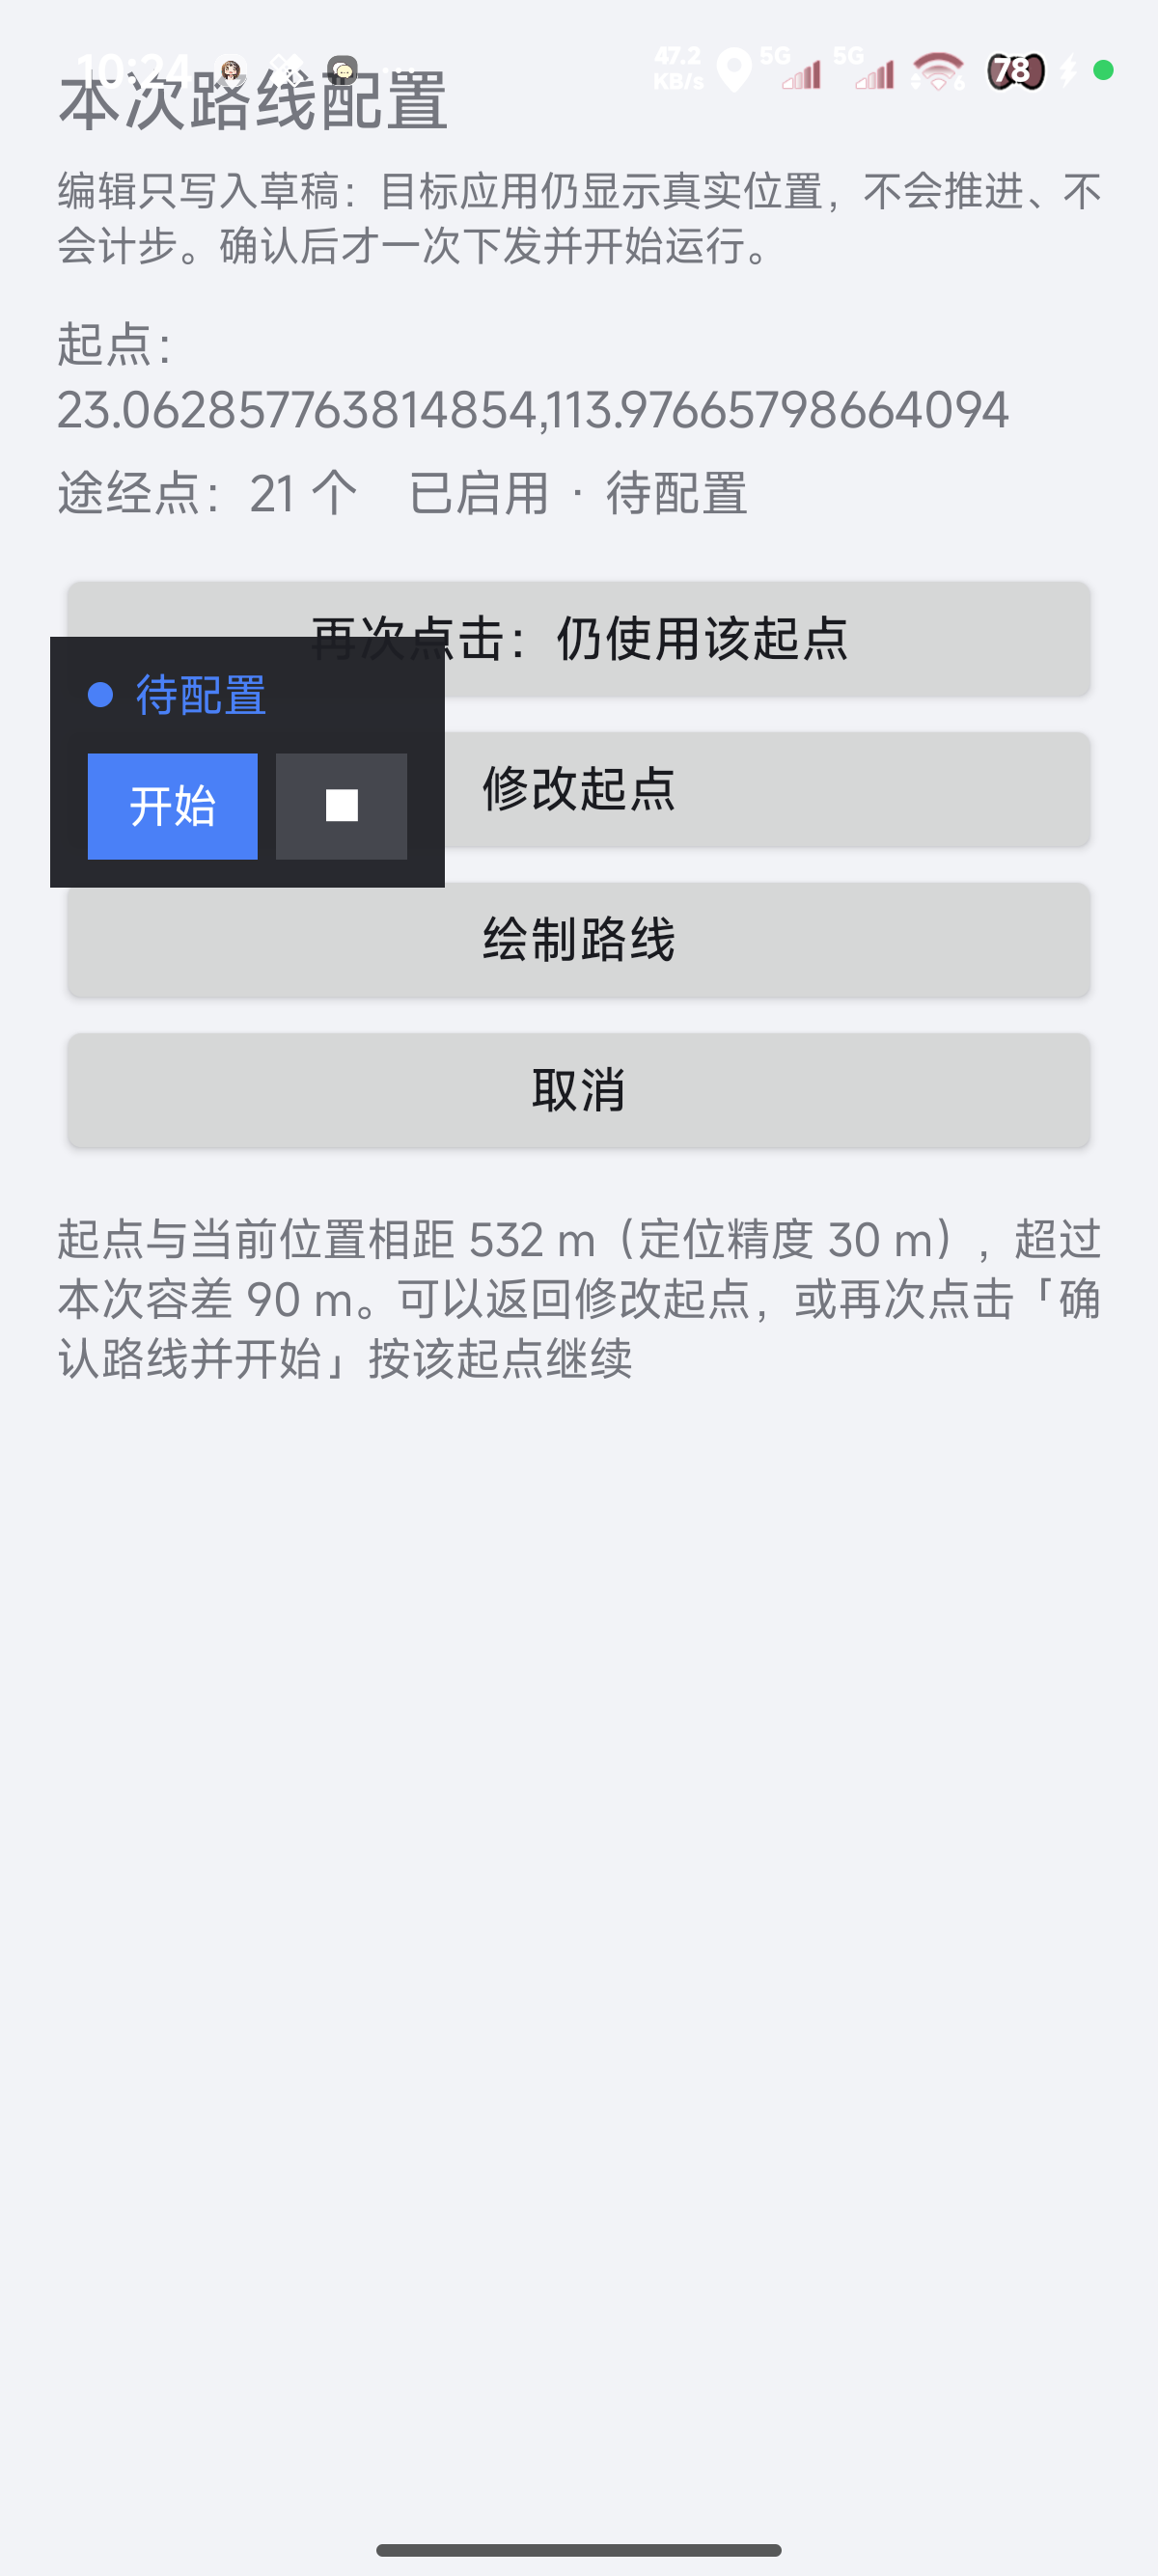 10:24
47.2
KB/s
5G
5G
6
78
本次路线配置
编辑只写入草稿：目标应用仍显示真实位置，不会推进、不
会计步。确认后才一次下发并开始运行。
起点：
23.062857763814854,113.97665798664094
途经点：21 个　已启用 · 待配置
再次点击：仍使用该起点
待配置
开始
修改起点
绘制路线
取消
起点与当前位置相距 532 m（定位精度 30 m），超过
本次容差 90 m。可以返回修改起点，或再次点击「确
认路线并开始」按该起点继续